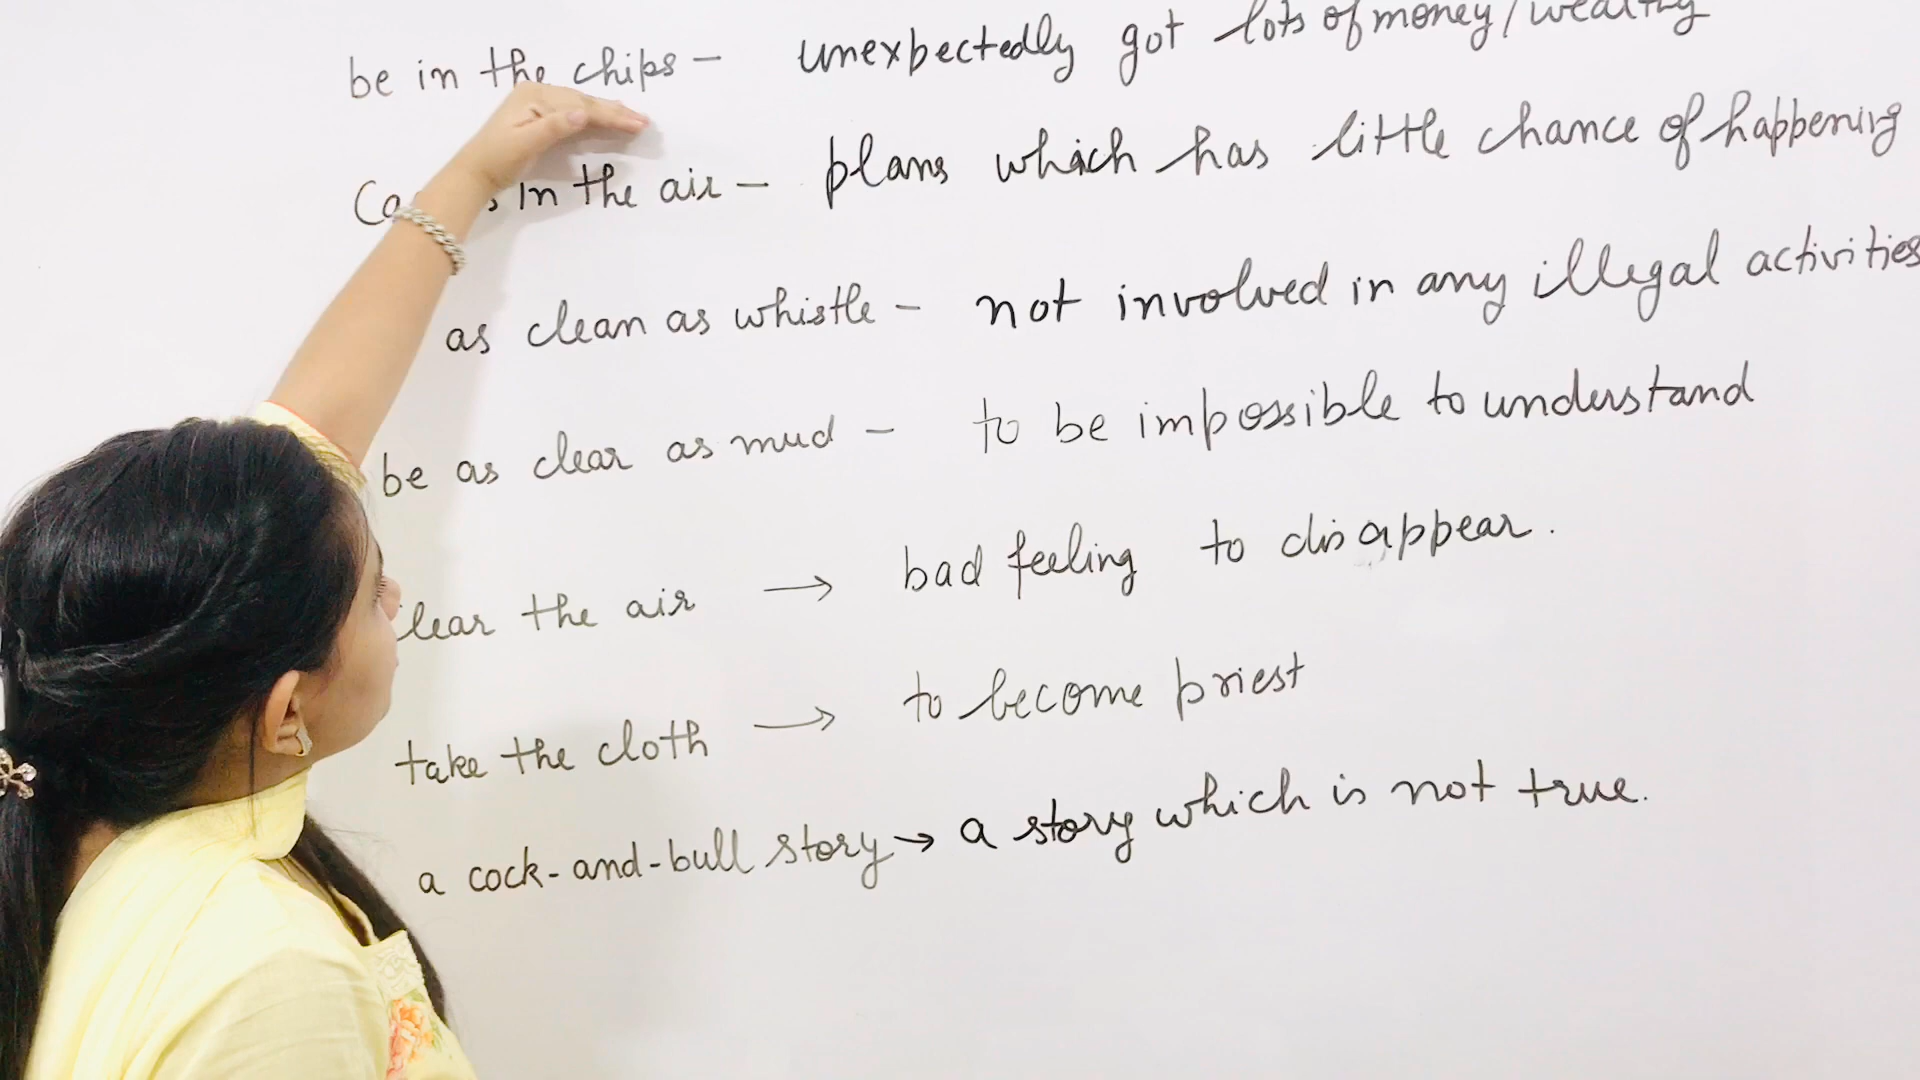 be in the chips - unexpectedly got lots of money/wealthy
in the air - plans which has little chance of happening
as clean as whistle - not involved in any illegal activities
be as clear as mud - to be impossible to understand
lear the air → bad feeling to disappear.
take the cloth → to become priest
a cock-and-bull story → a story which is not true.